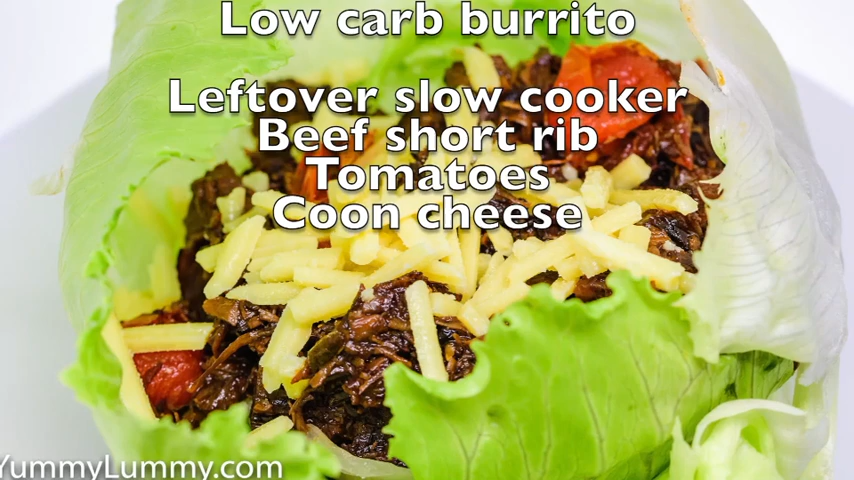 Low carb burrito
Leftover slow cooker
Beef short rib
Tomatoes
Coon cheese
YummyLummy.com